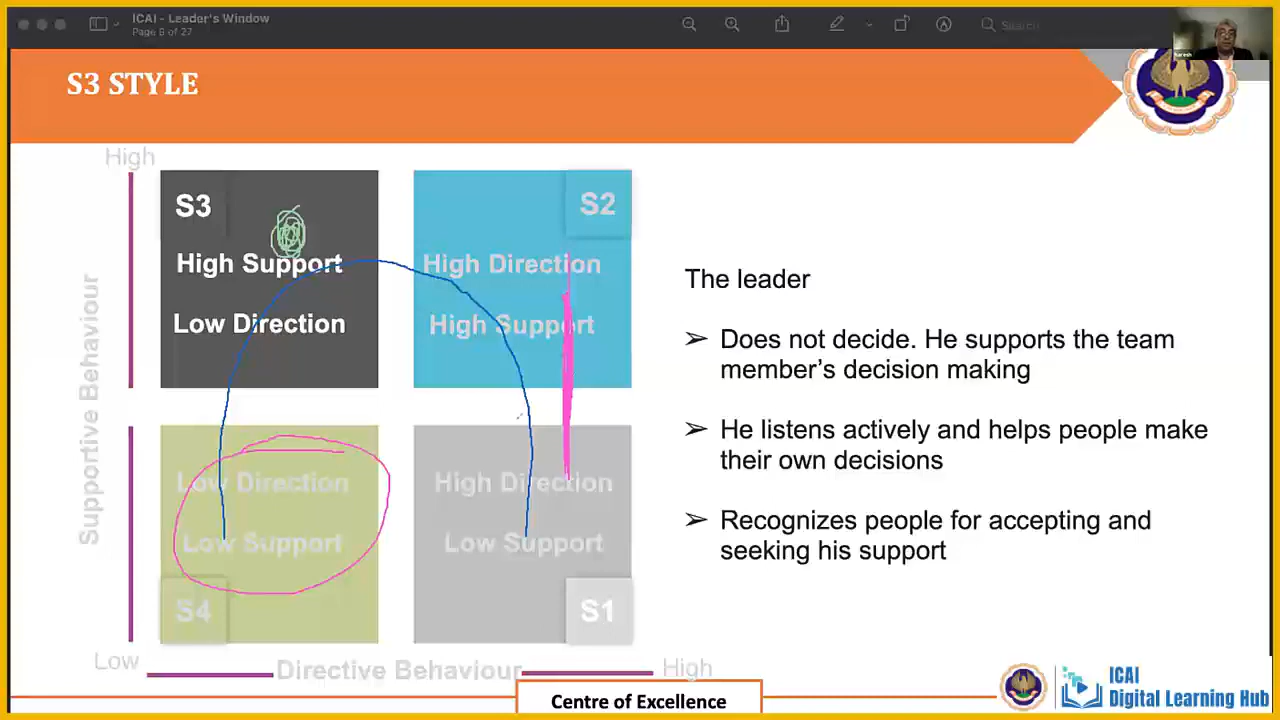 ICAI - Leader's Window
Page 9 of 27
Search
S3 STYLE
High
S3
High Support
Low Direction
S2
High Direction
High Support
Supportive Behaviour
Low Direction
Low Support
S4
High Direction
Low Support
S1
Low
Directive Behaviour
High
The leader
➢ Does not decide. He supports the team
member’s decision making
➢ He listens actively and helps people make
their own decisions
➢ Recognizes people for accepting and
seeking his support
Centre of Excellence
ICAI
Digital Learning Hub